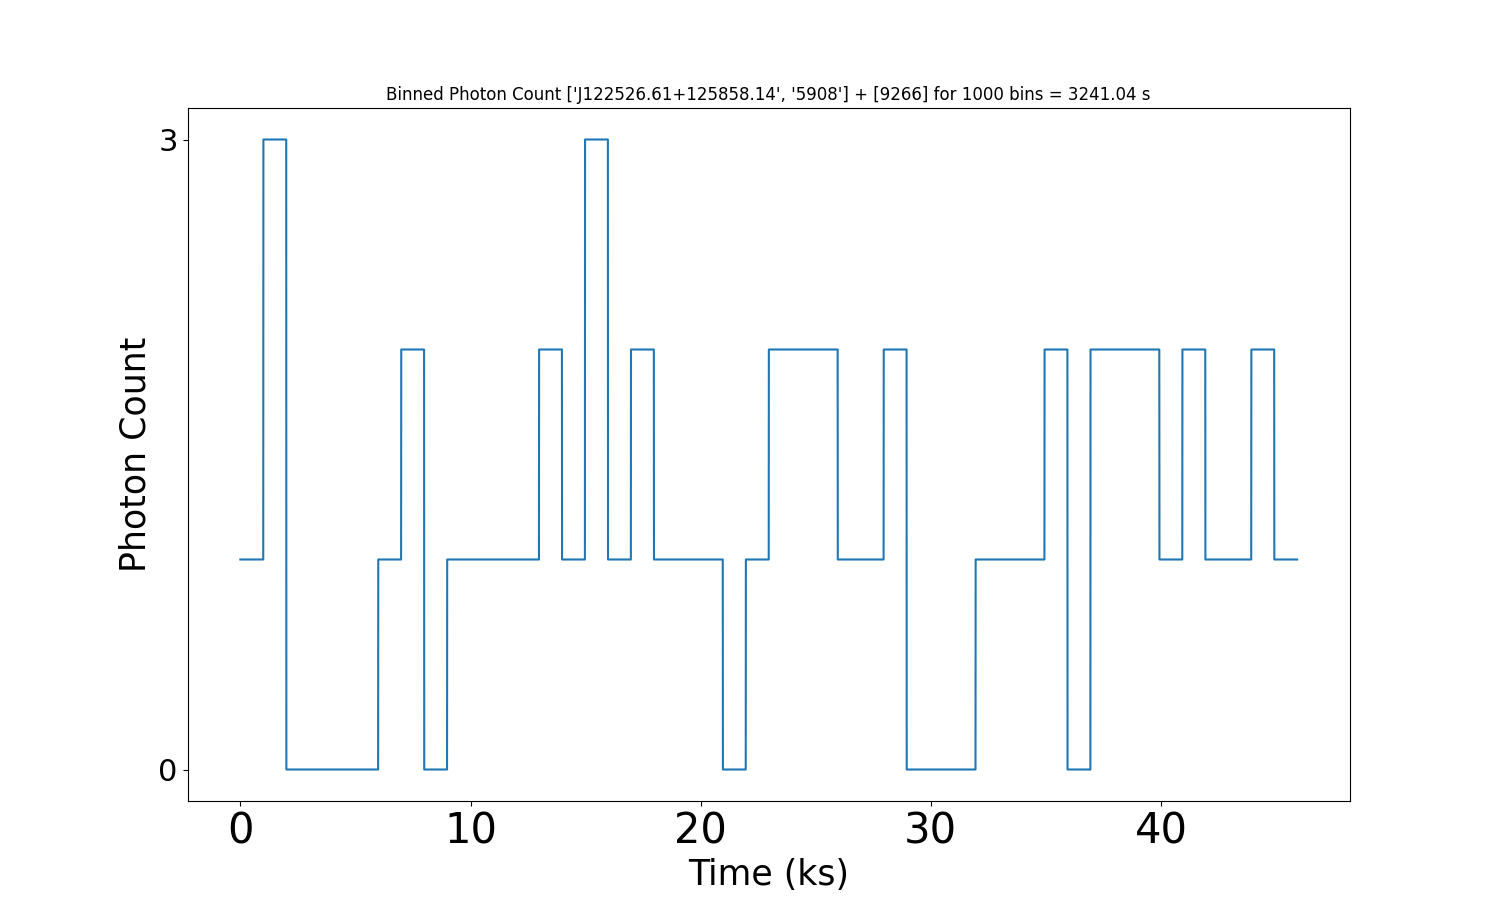 Binned Photon Count ['J122526.61+125858.14', '5908'] + [9266] for 1000 bins = 3241.04 s
3
Photon Count
0
0 10 20 30 40
Time (ks)